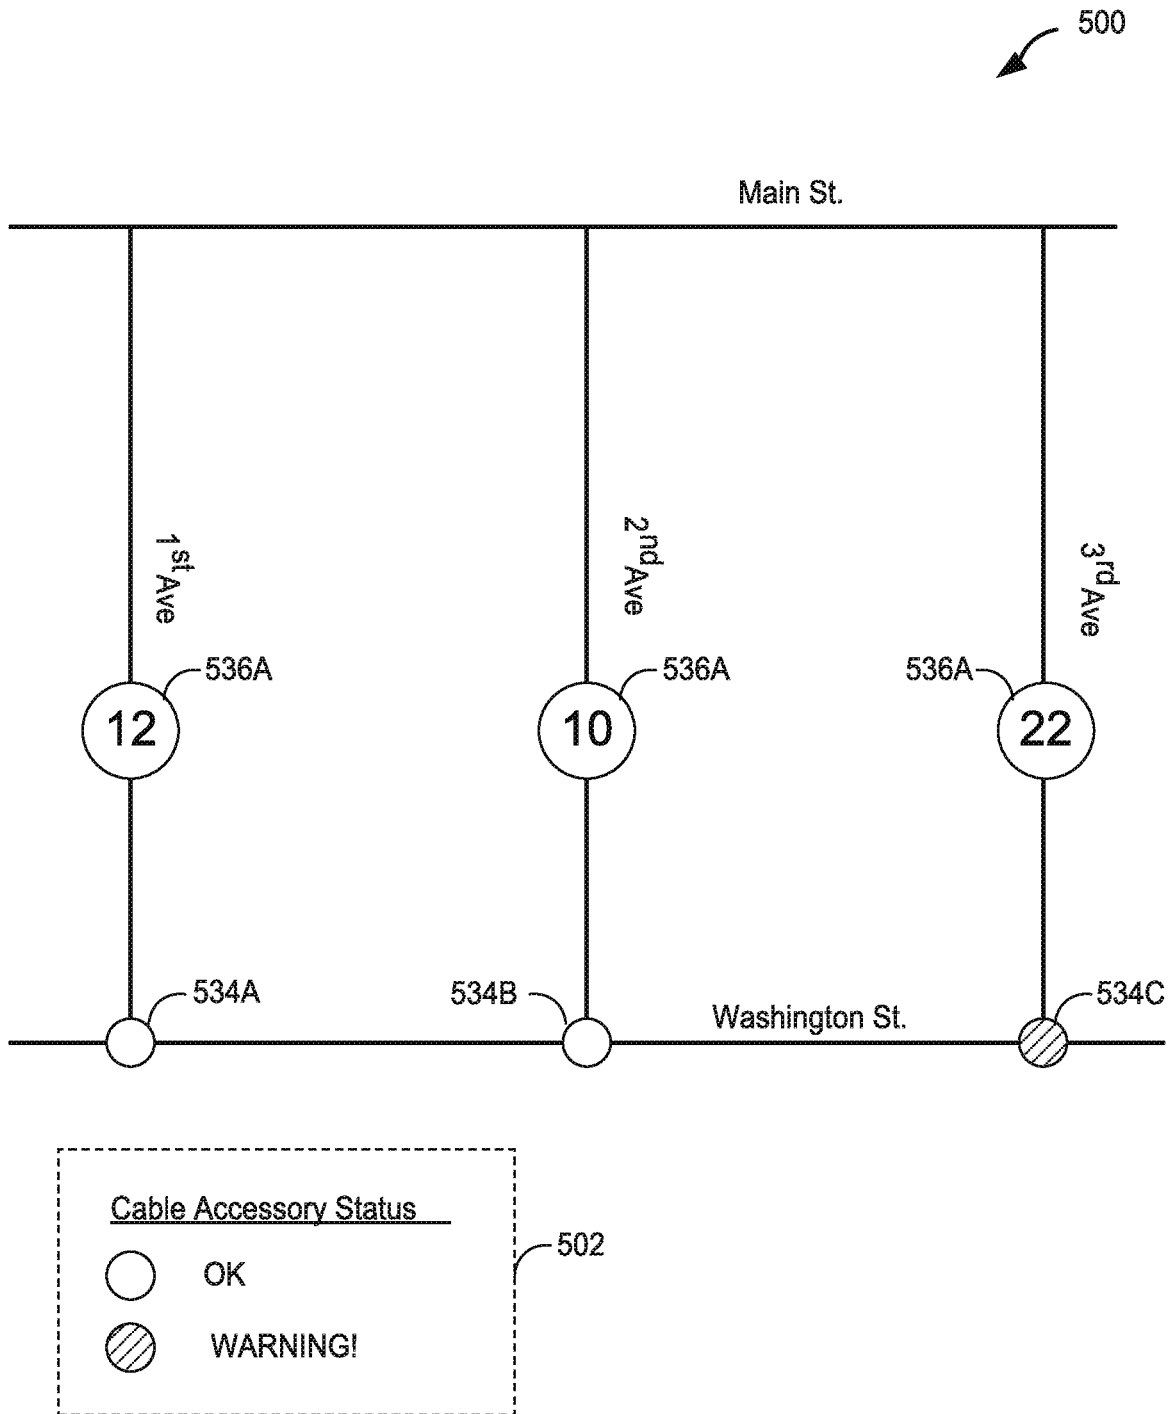 500
Main St.
1st Ave
2nd Ave
3rd Ave
536A
536A
536A
12
10
22
534A
534B
Washington St.
534C
Cable Accessory Status
OK
WARNING!
502